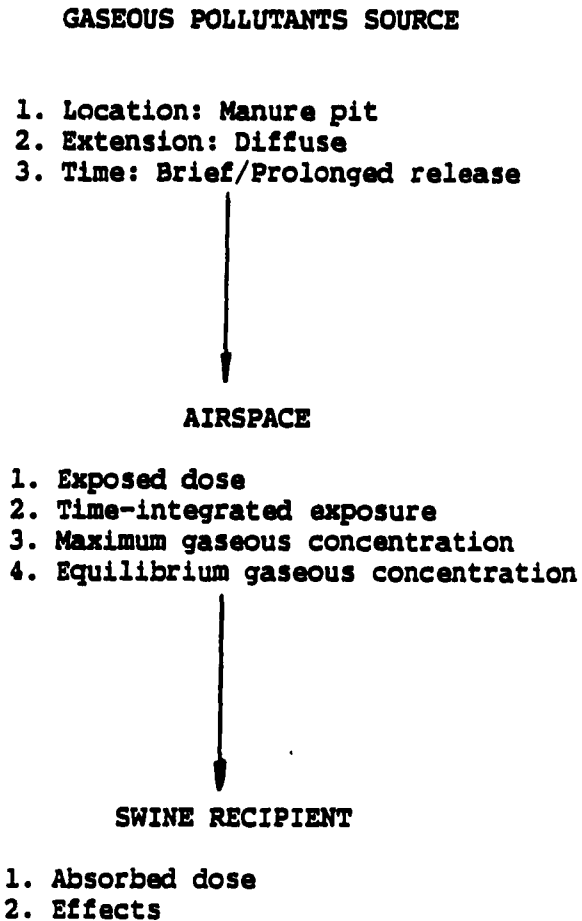 GASEOUS POLLUTANTS SOURCE
1. Location: Manure pit
2. Extension: Diffuse
3. Time: Brief/Prolonged release
AIRSPACE
1. Exposed dose
2. Time-integrated exposure
3. Maximum gaseous concentration
4. Equilibrium gaseous concentration
SWINE RECIPIENT
1. Absorbed dose
2. Effects